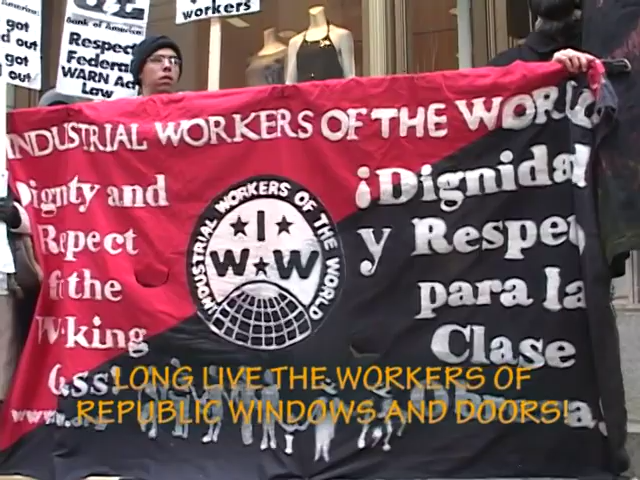 got
d out
got
out
Bank of America:
Respect
Federal
WARN Act
Law
workers
INDUSTRIAL WORKERS OF THE WORLD
Dignty and
Repect
the
W king
¡Dignidad
y Respeto
para la
Clase
INDUSTRIAL WORKERS OF THE WORLD
I
W W
LONG LIVE THE WORKERS OF
REPUBLIC WINDOWS AND DOORS!